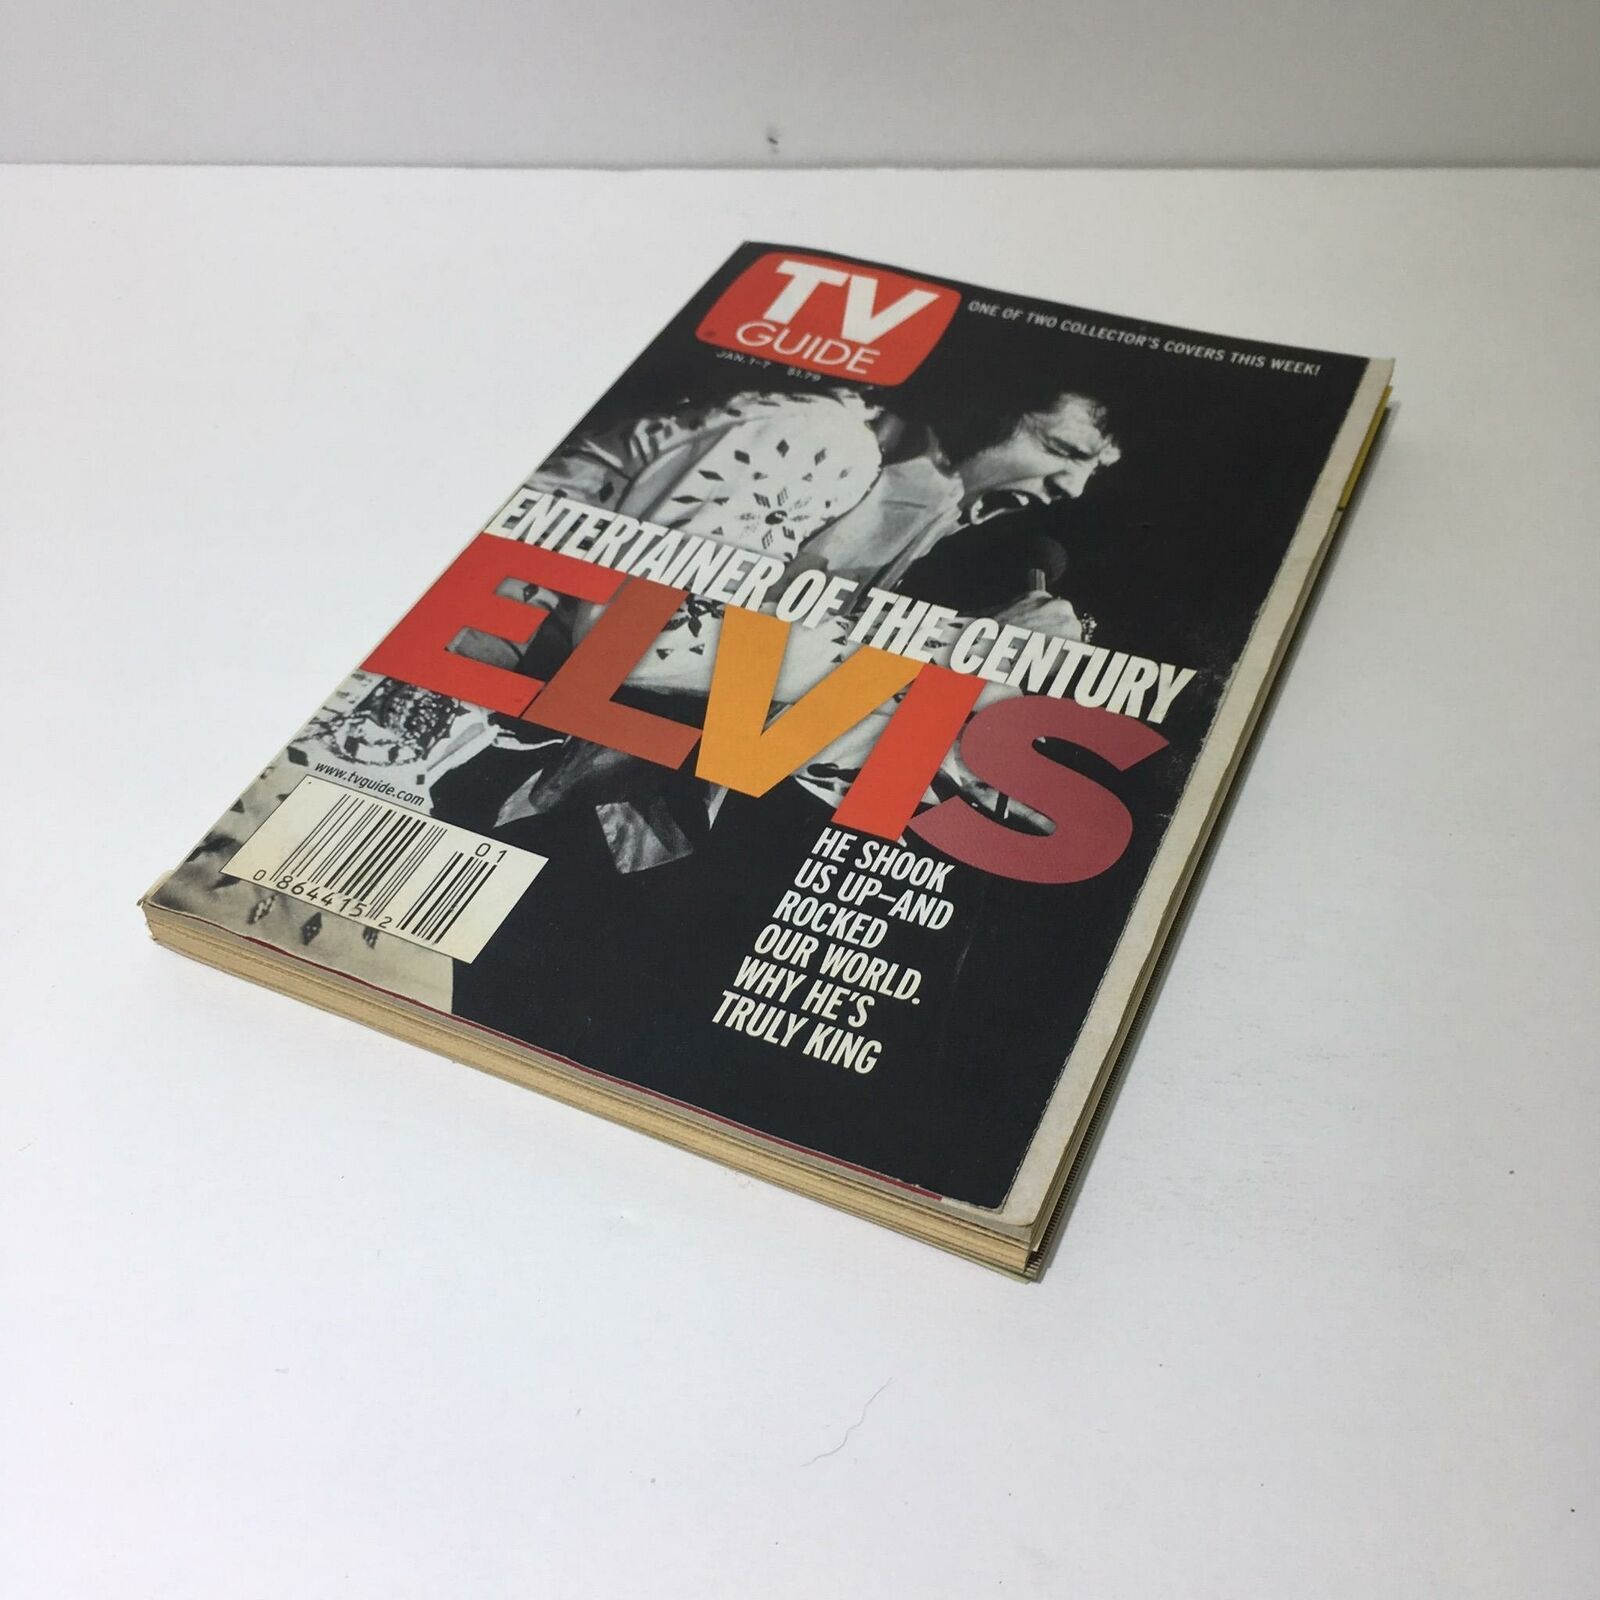 TV
GUIDE
JAN. 1-7 $1.79
ONE OF TWO COLLECTOR'S COVERS THIS WEEK!
ENTERTAINER OF THE CENTURY
ELVIS
HE SHOOK
US UP—AND
ROCKED
OUR WORLD.
WHY HE'S
TRULY KING
www.tvguide.com
01
0 86441 5 2